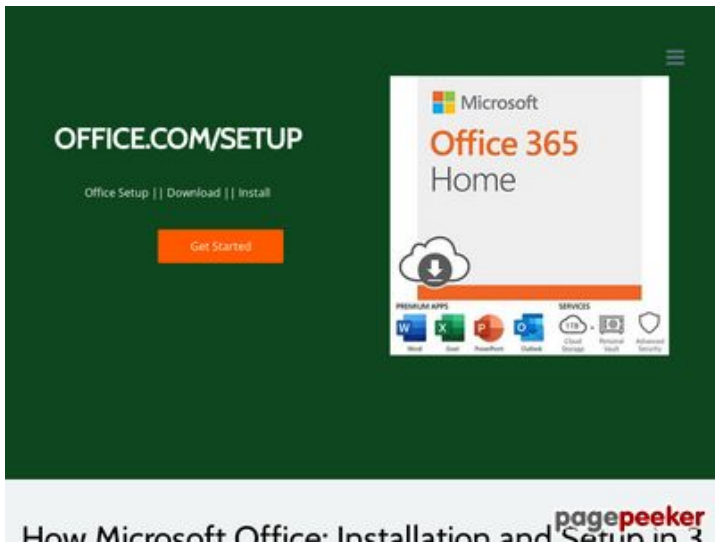 OFFICE.COM/SETUP
Office Setup || Download || Install
Get Started
Microsoft
Office 365
Home
PREMIUM APPS
Word
Excel
PowerPoint
Outlook
SERVICES
1TB
Cloud
Storage
Personal
Vault
Advanced
Security
How Microsoft Office: Installation and Setup in 3
pagepeeker